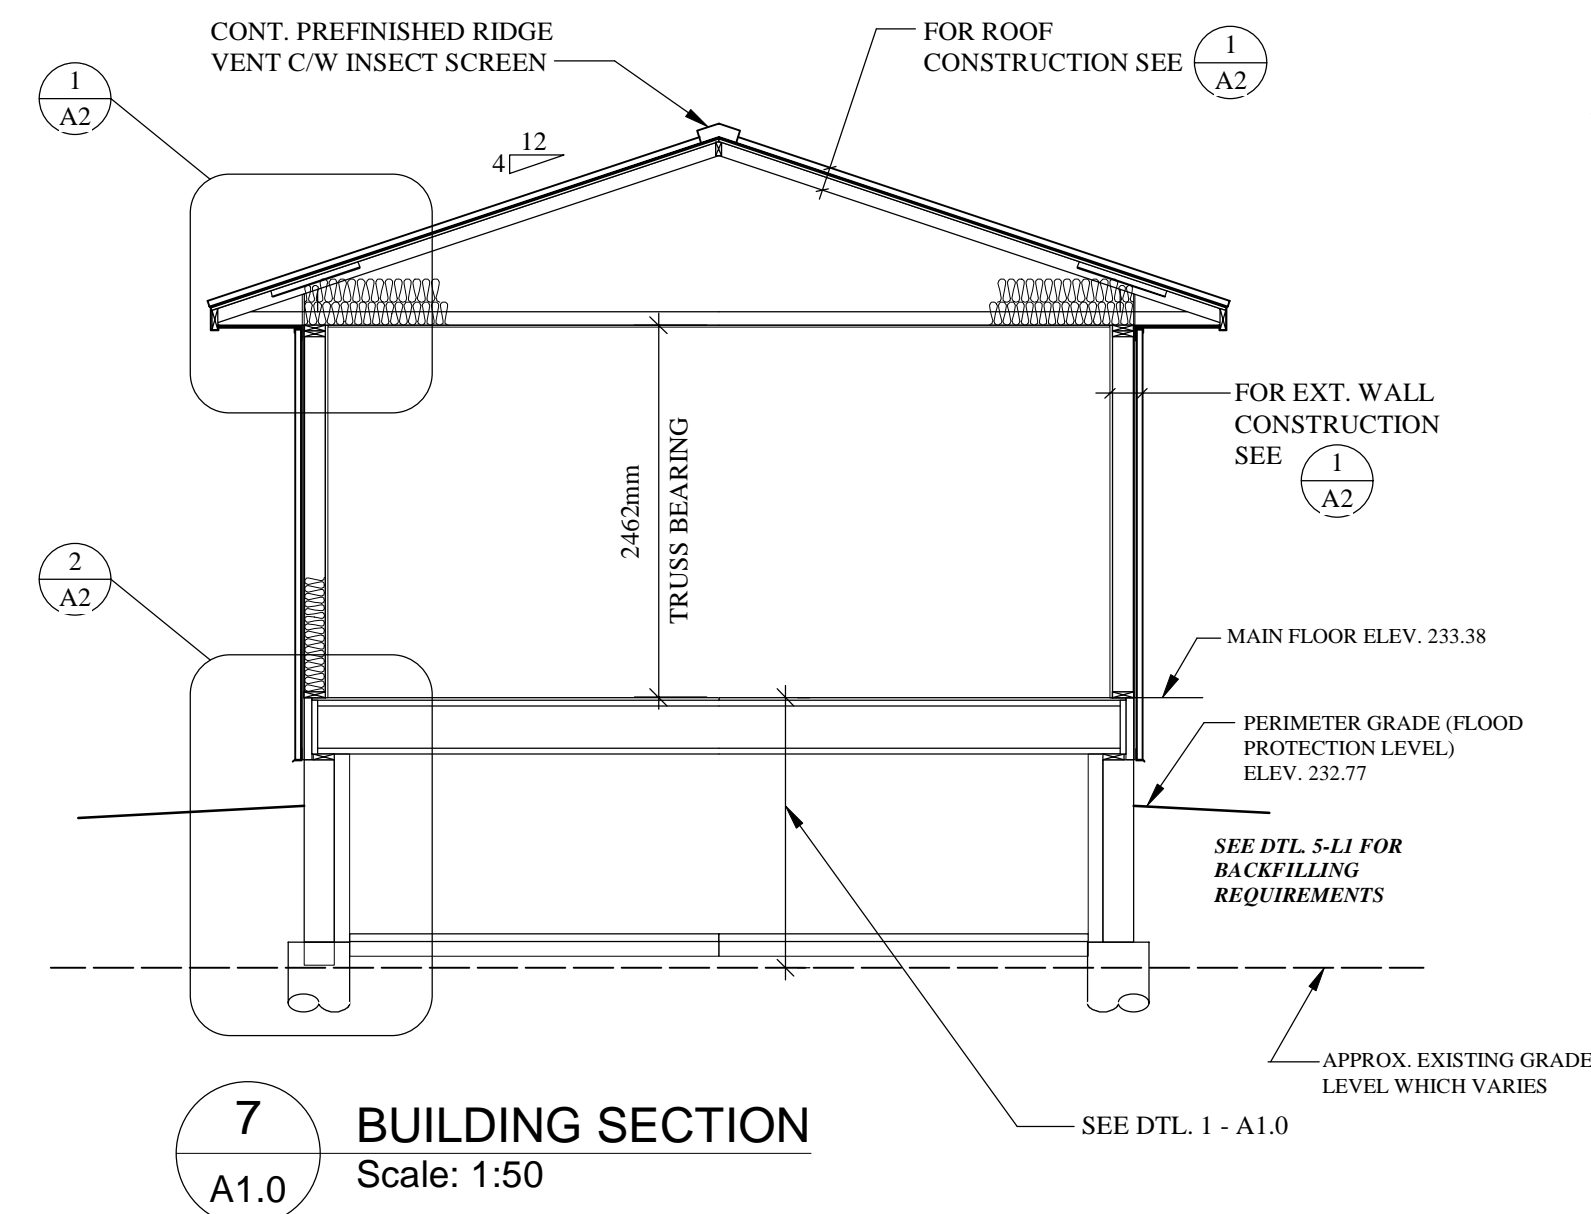 CONT. PREFINISHED RIDGE
VENT C/W INSECT SCREEN
FOR ROOF
CONSTRUCTION SEE
1
A2
1
A2
12
4
FOR EXT. WALL
CONSTRUCTION
SEE
1
A2
2462mm
TRUSS BEARING
2
A2
MAIN FLOOR ELEV. 233.38
PERIMETER GRADE (FLOOD
PROTECTION LEVEL)
ELEV. 232.77
SEE DTL. 5-L1 FOR
BACKFILLING
REQUIREMENTS
APPROX. EXISTING GRADE
LEVEL WHICH VARIES
SEE DTL. 1 - A1.0
7
A1.0
BUILDING SECTION
Scale: 1:50